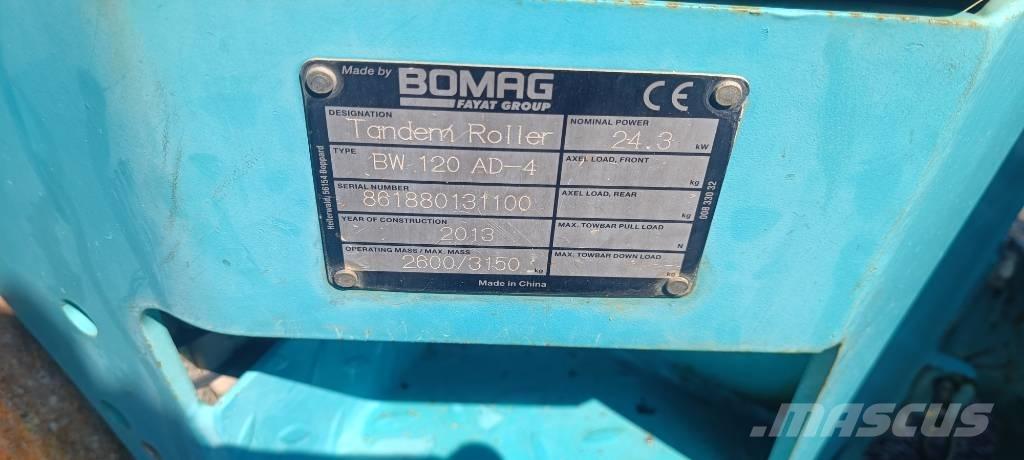 Made by BOMAG CE
FAYAT GROUP
DESIGNATION
Tandem Roller
NOMINAL POWER
24.3 kW
TYPE
BW 120 AD-4
AXEL LOAD, FRONT
kg
SERIAL NUMBER
861880131100
AXEL LOAD, REAR
kg
YEAR OF CONSTRUCTION
2013
MAX. TOWBAR PULL LOAD
N
OPERATING MASS / MAX. MASS
2600/3150 kg
MAX. TOWBAR DOWN LOAD
kg
Made in China
Hellerwald, 56154 Boppard
008 330 32
MASCUS